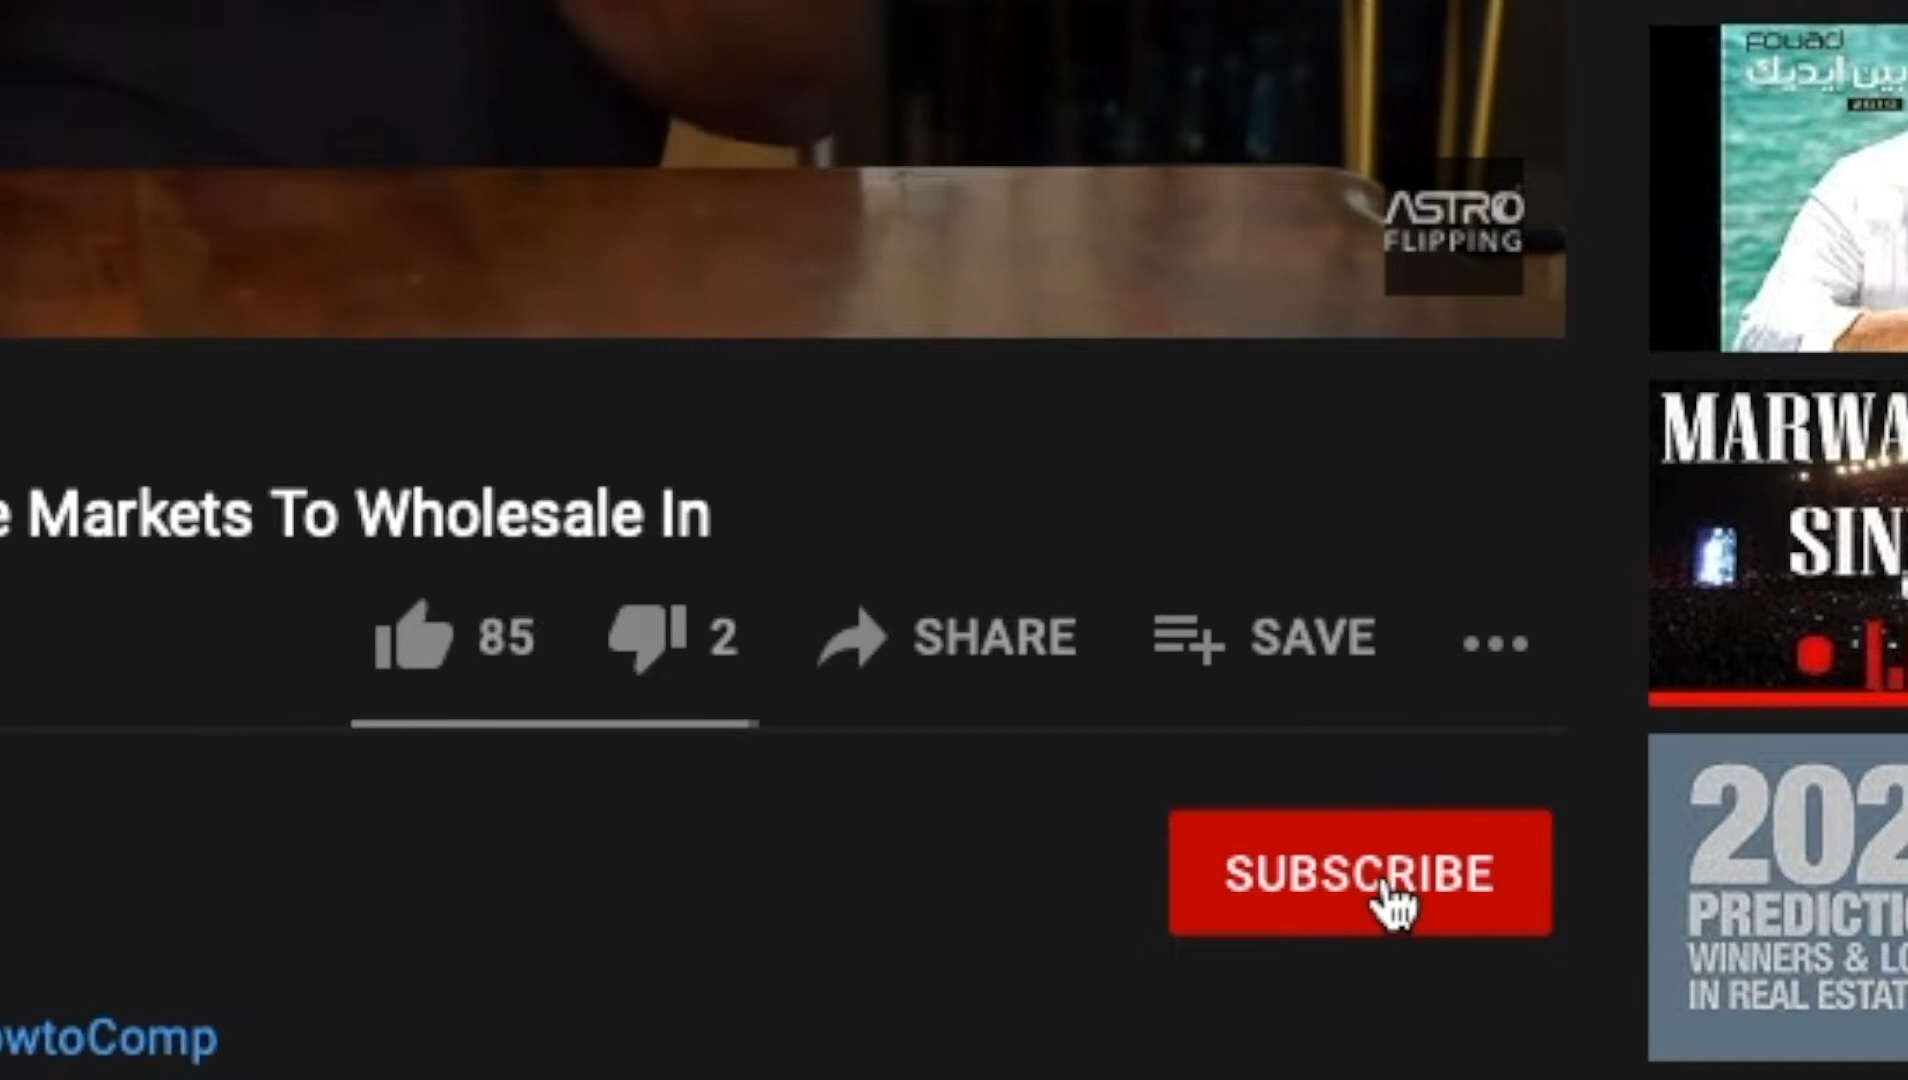 ASTRO
FLIPPING
e Markets To Wholesale In
85
2
SHARE
SAVE
SUBSCRIBE
owtoComp
Fouad
بين ايديك
2019
MARWA
SIN
202
PREDICTI
WINNERS & LO
IN REAL ESTAT